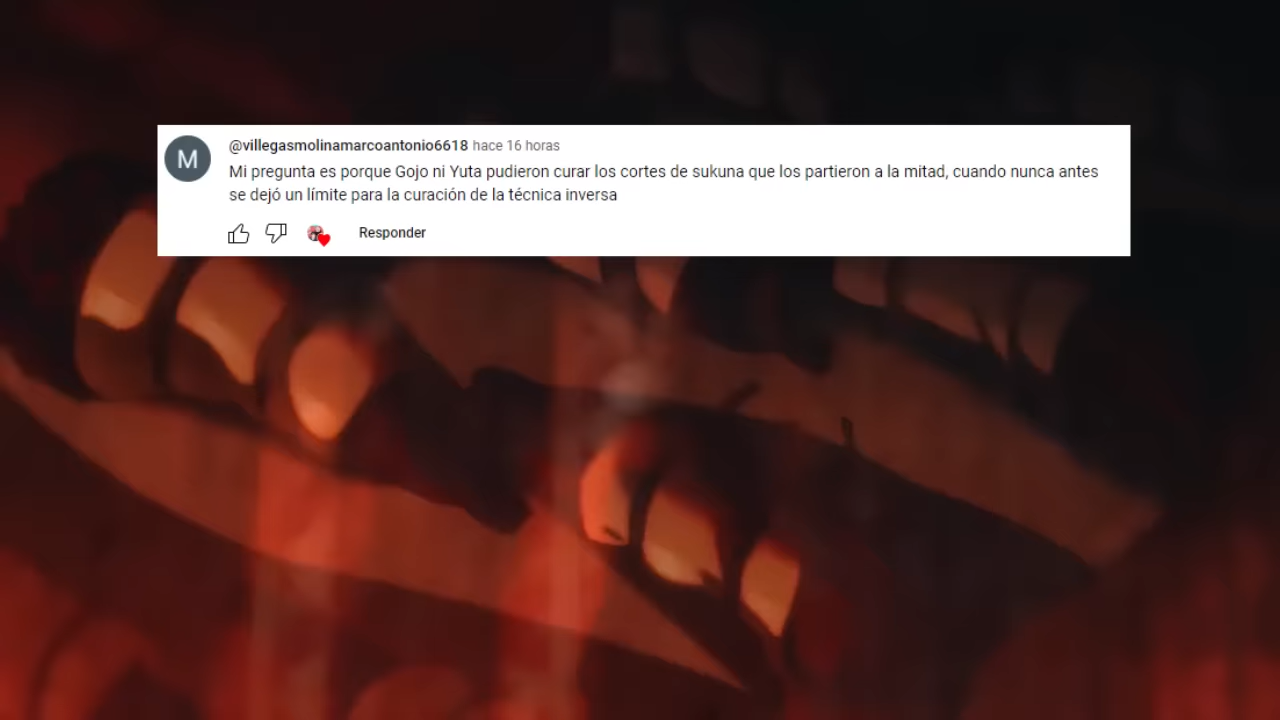 M
@villegasmolinamarcoantonio6618 hace 16 horas
Mi pregunta es porque Gojo ni Yuta pudieron curar los cortes de sukuna que los partieron a la mitad, cuando nunca antes
se dejó un límite para la curación de la técnica inversa
Responder